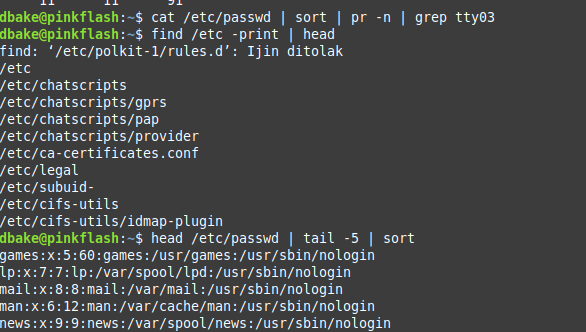 11 11 91
dbake@pinkflash:~$ cat /etc/passwd | sort | pr -n | grep tty03
dbake@pinkflash:~$ find /etc -print | head
find: ‘/etc/polkit-1/rules.d’: Ijin ditolak
/etc
/etc/chatscripts
/etc/chatscripts/gprs
/etc/chatscripts/pap
/etc/chatscripts/provider
/etc/ca-certificates.conf
/etc/legal
/etc/subuid-
/etc/cifs-utils
/etc/cifs-utils/idmap-plugin
dbake@pinkflash:~$ head /etc/passwd | tail -5 | sort
games:x:5:60:games:/usr/games:/usr/sbin/nologin
lp:x:7:7:lp:/var/spool/lpd:/usr/sbin/nologin
mail:x:8:8:mail:/var/mail:/usr/sbin/nologin
man:x:6:12:man:/var/cache/man:/usr/sbin/nologin
news:x:9:9:news:/var/spool/news:/usr/sbin/nologin